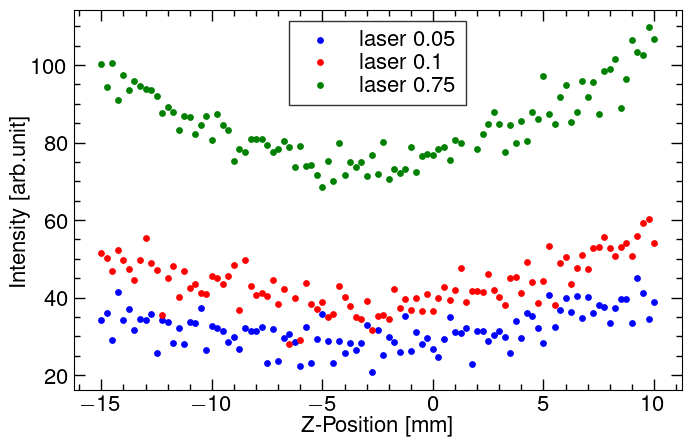 laser 0.05
laser 0.1
laser 0.75
Intensity [arb.unit]
100
80
60
40
20
−15
−10
−5
0
5
10
Z-Position [mm]